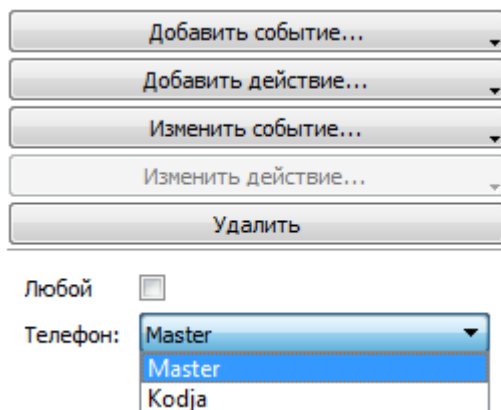 Добавить событие...
Добавить действие...
Изменить событие...
Изменить действие...
Удалить
Любой
Телефон: Master
Master
Kodja